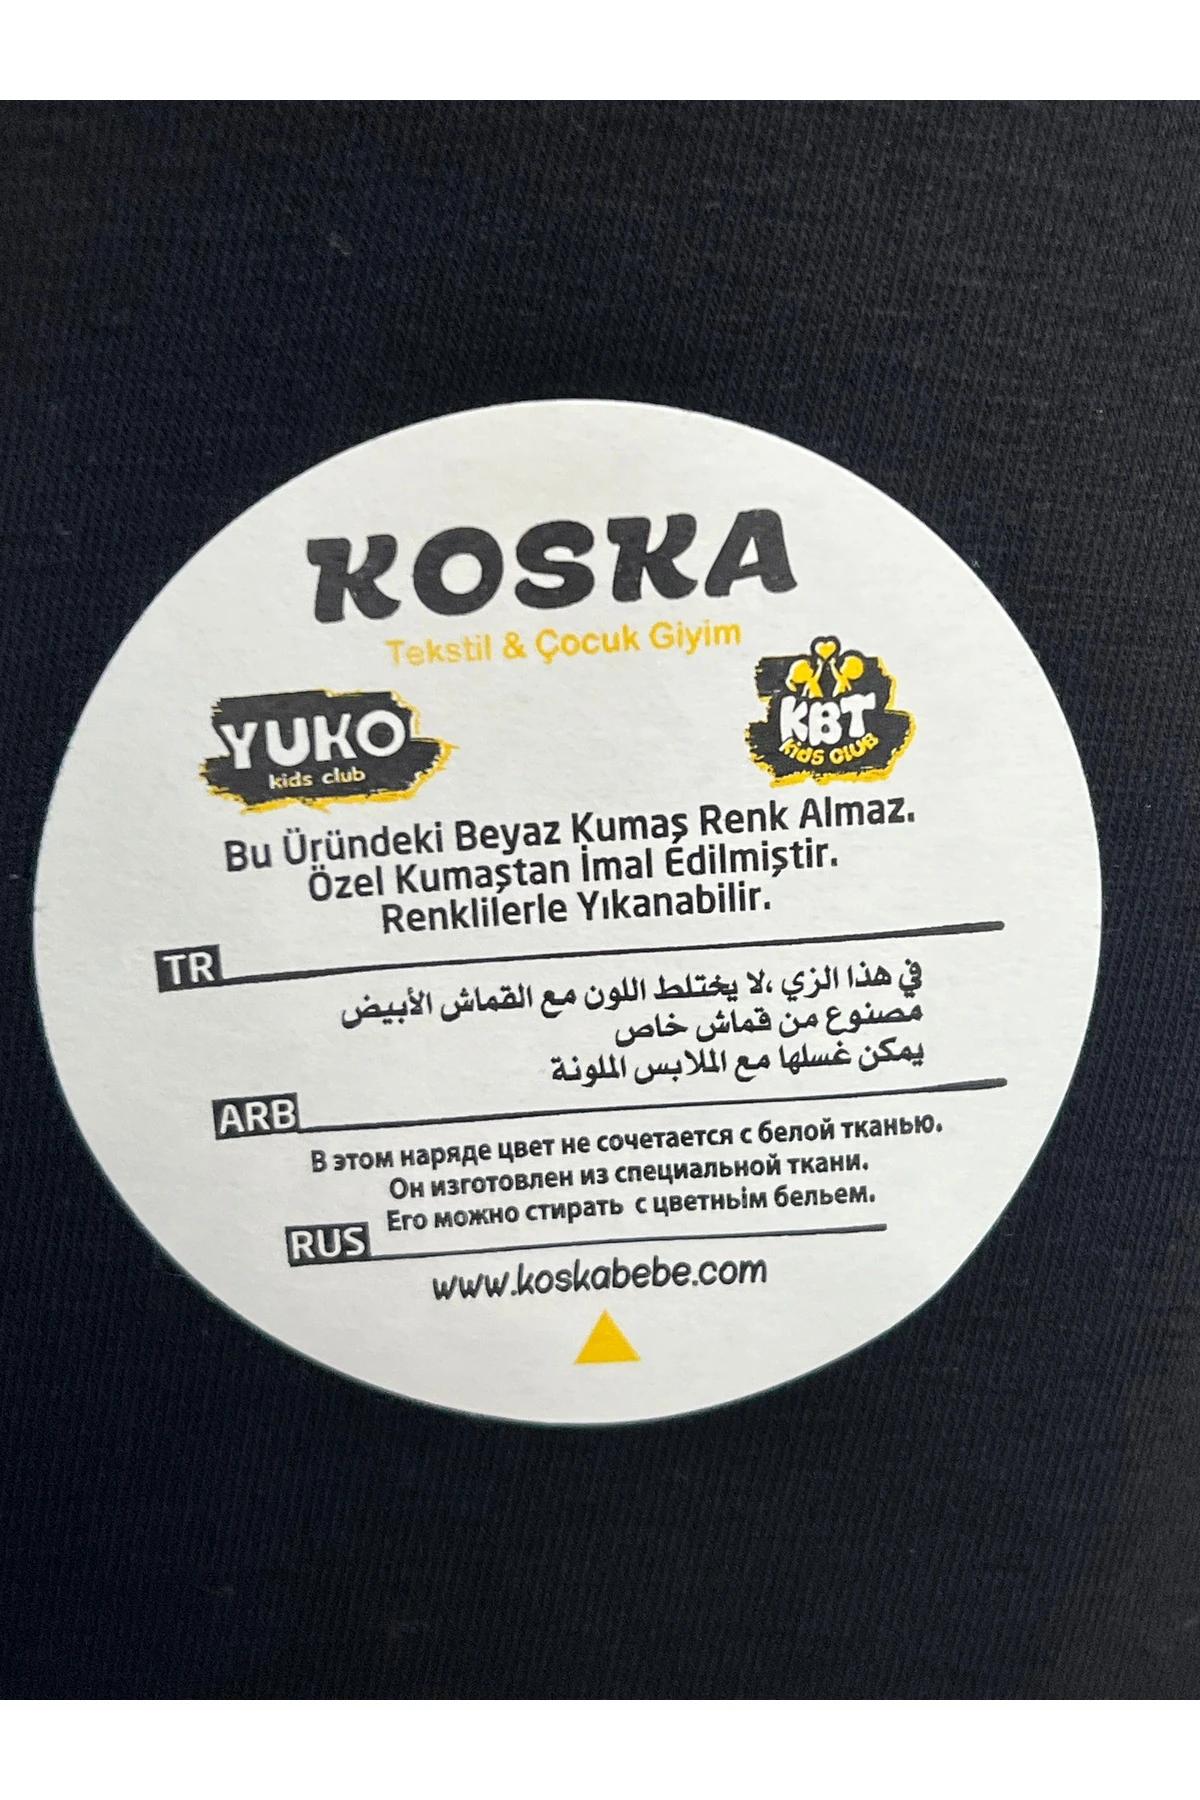 KOSKA
Tekstil & Çocuk Giyim
YUKO
kids club
KBT
KiDS CLUB
Bu Üründeki Beyaz Kumaş Renk Almaz.
Özel Kumaştan İmal Edilmiştir.
Renklilerle Yıkanabilir.
TR
في هذا الزي ،لا يختلط اللون مع القماش الأبيض
مصنوع من قماش خاص
يمكن غسلها مع الملابس الملونة
ARB
В этом наряде цвет не сочетается с белой тканью.
Он изготовлен из специальной ткани.
Его можно стирать с цветньім бельем.
RUS
www.koskabebe.com